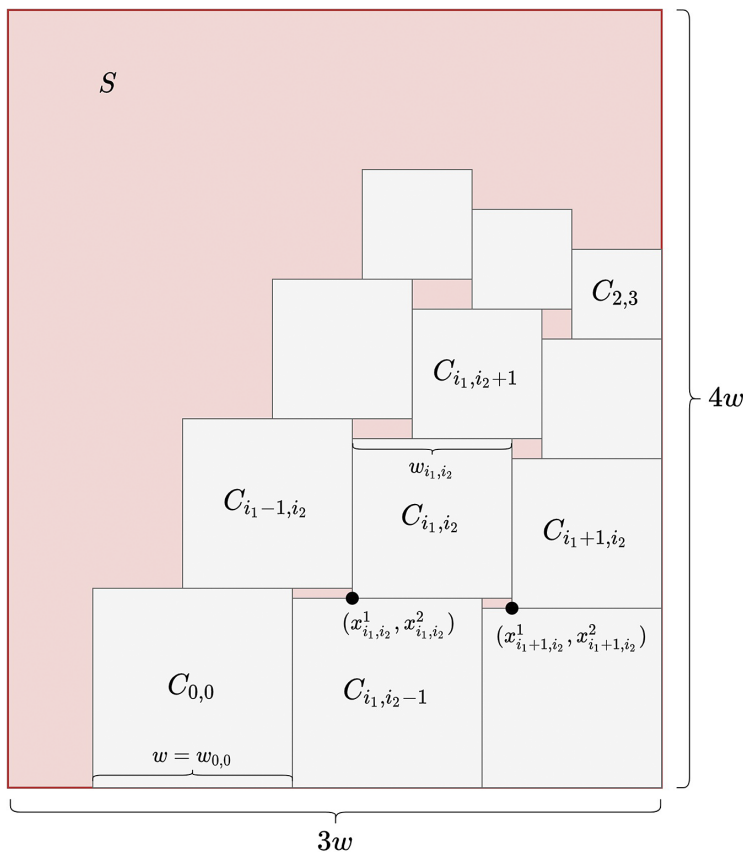 S
C_{2,3}
4w
C_{i_1,i_2+1}
w_{i_1,i_2}
C_{i_1-1,i_2}
C_{i_1,i_2}
C_{i_1+1,i_2}
(x^1_{i_1,i_2}, x^2_{i_1,i_2})
(x^1_{i_1+1,i_2}, x^2_{i_1+1,i_2})
C_{0,0}
C_{i_1,i_2-1}
w = w_{0,0}
3w